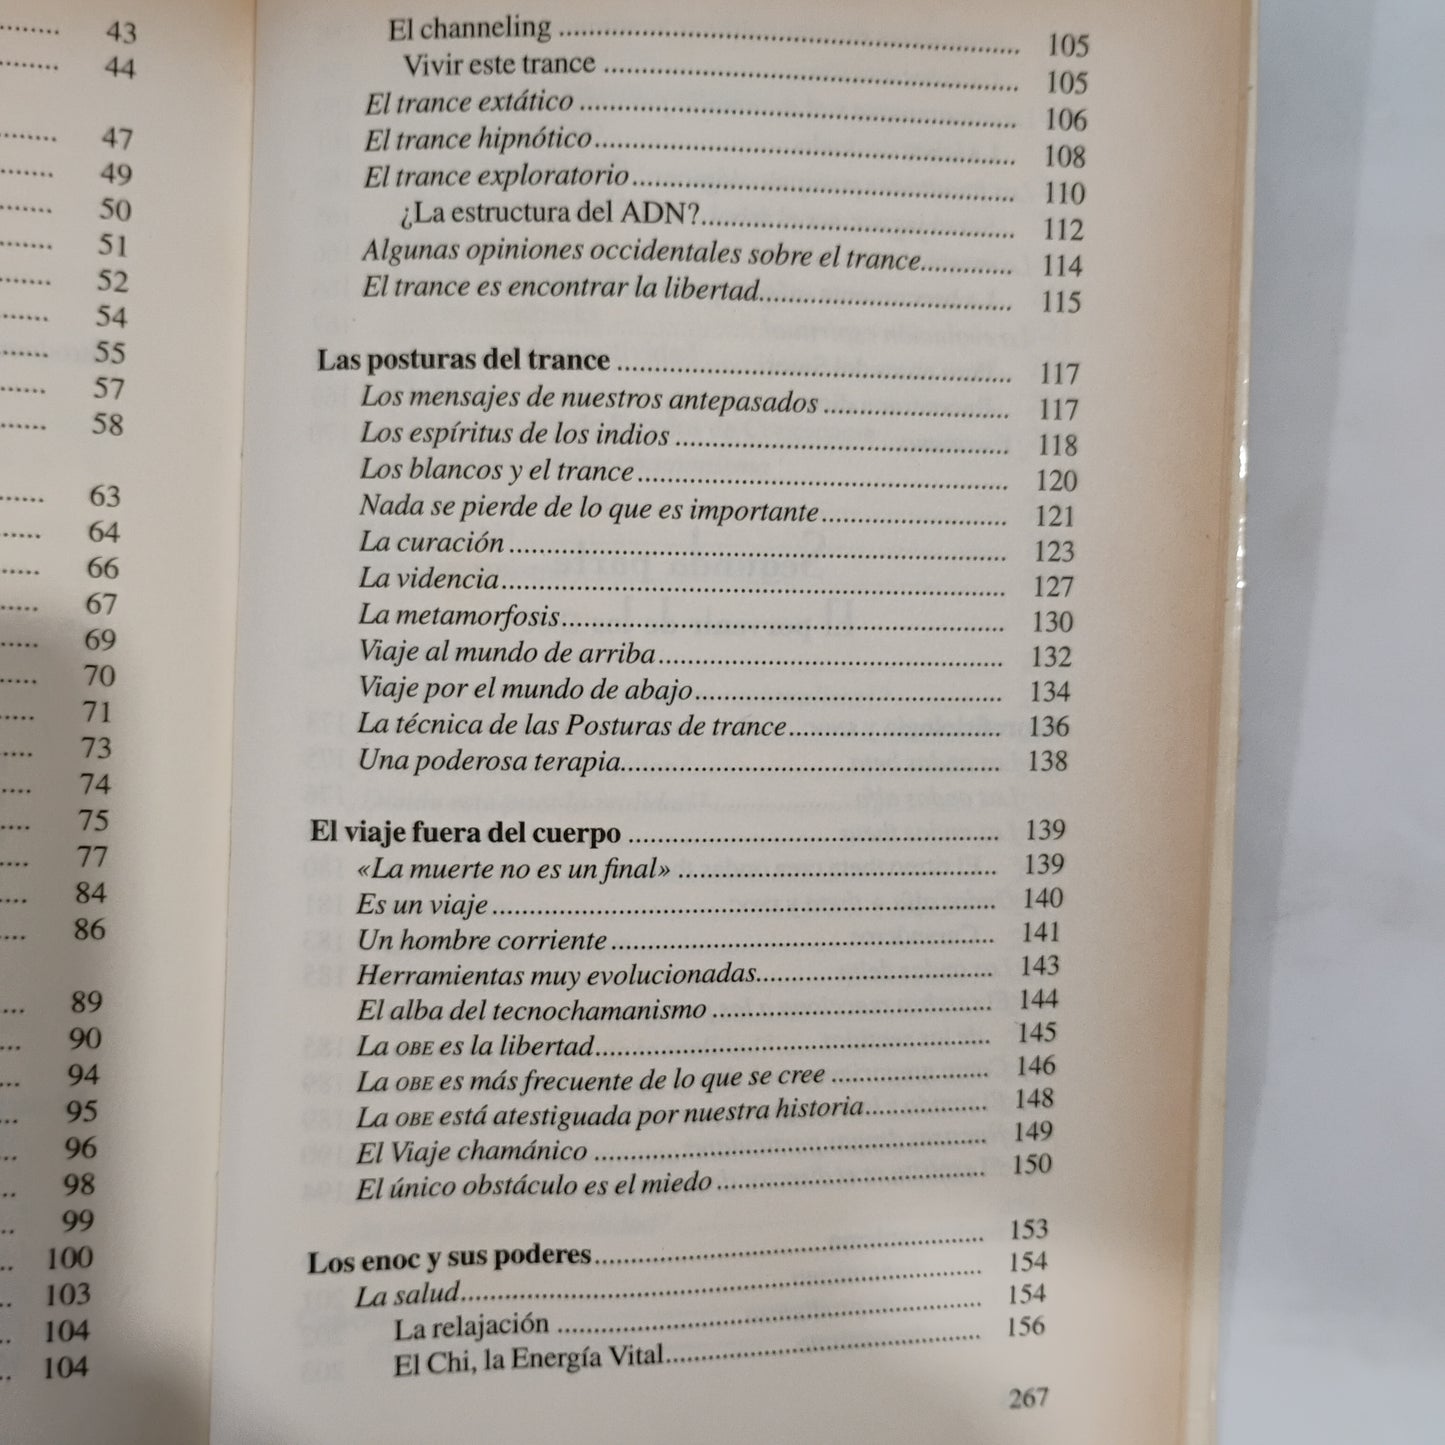 43
44
47
49
50
51
52
54
55
57
58
63
64
66
67
69
70
71
73
74
75
77
84
86
89
90
94
95
96
98
99
100
103
104
104
El channeling ........ 105
Vivir este trance ........ 105
El trance extático ........ 106
El trance hipnótico ........ 108
El trance exploratorio ........ 110
¿La estructura del ADN? ........ 112
Algunas opiniones occidentales sobre el trance ........ 114
El trance es encontrar la libertad ........ 115
Las posturas del trance ........ 117
Los mensajes de nuestros antepasados ........ 117
Los espíritus de los indios ........ 118
Los blancos y el trance ........ 120
Nada se pierde de lo que es importante ........ 121
La curación ........ 123
La videncia ........ 127
La metamorfosis ........ 130
Viaje al mundo de arriba ........ 132
Viaje por el mundo de abajo ........ 134
La técnica de las Posturas de trance ........ 136
Una poderosa terapia ........ 138
El viaje fuera del cuerpo ........ 139
«La muerte no es un final» ........ 139
Es un viaje ........ 140
Un hombre corriente ........ 141
Herramientas muy evolucionadas ........ 143
El alba del tecnochamanismo ........ 144
La OBE es la libertad ........ 145
La OBE es más frecuente de lo que se cree ........ 146
La OBE está atestiguada por nuestra historia ........ 148
El Viaje chamánico ........ 149
El único obstáculo es el miedo ........ 150
Los enoc y sus poderes ........ 153
La salud ........ 154
La relajación ........ 154
El Chi, la Energía Vital ........ 156
267